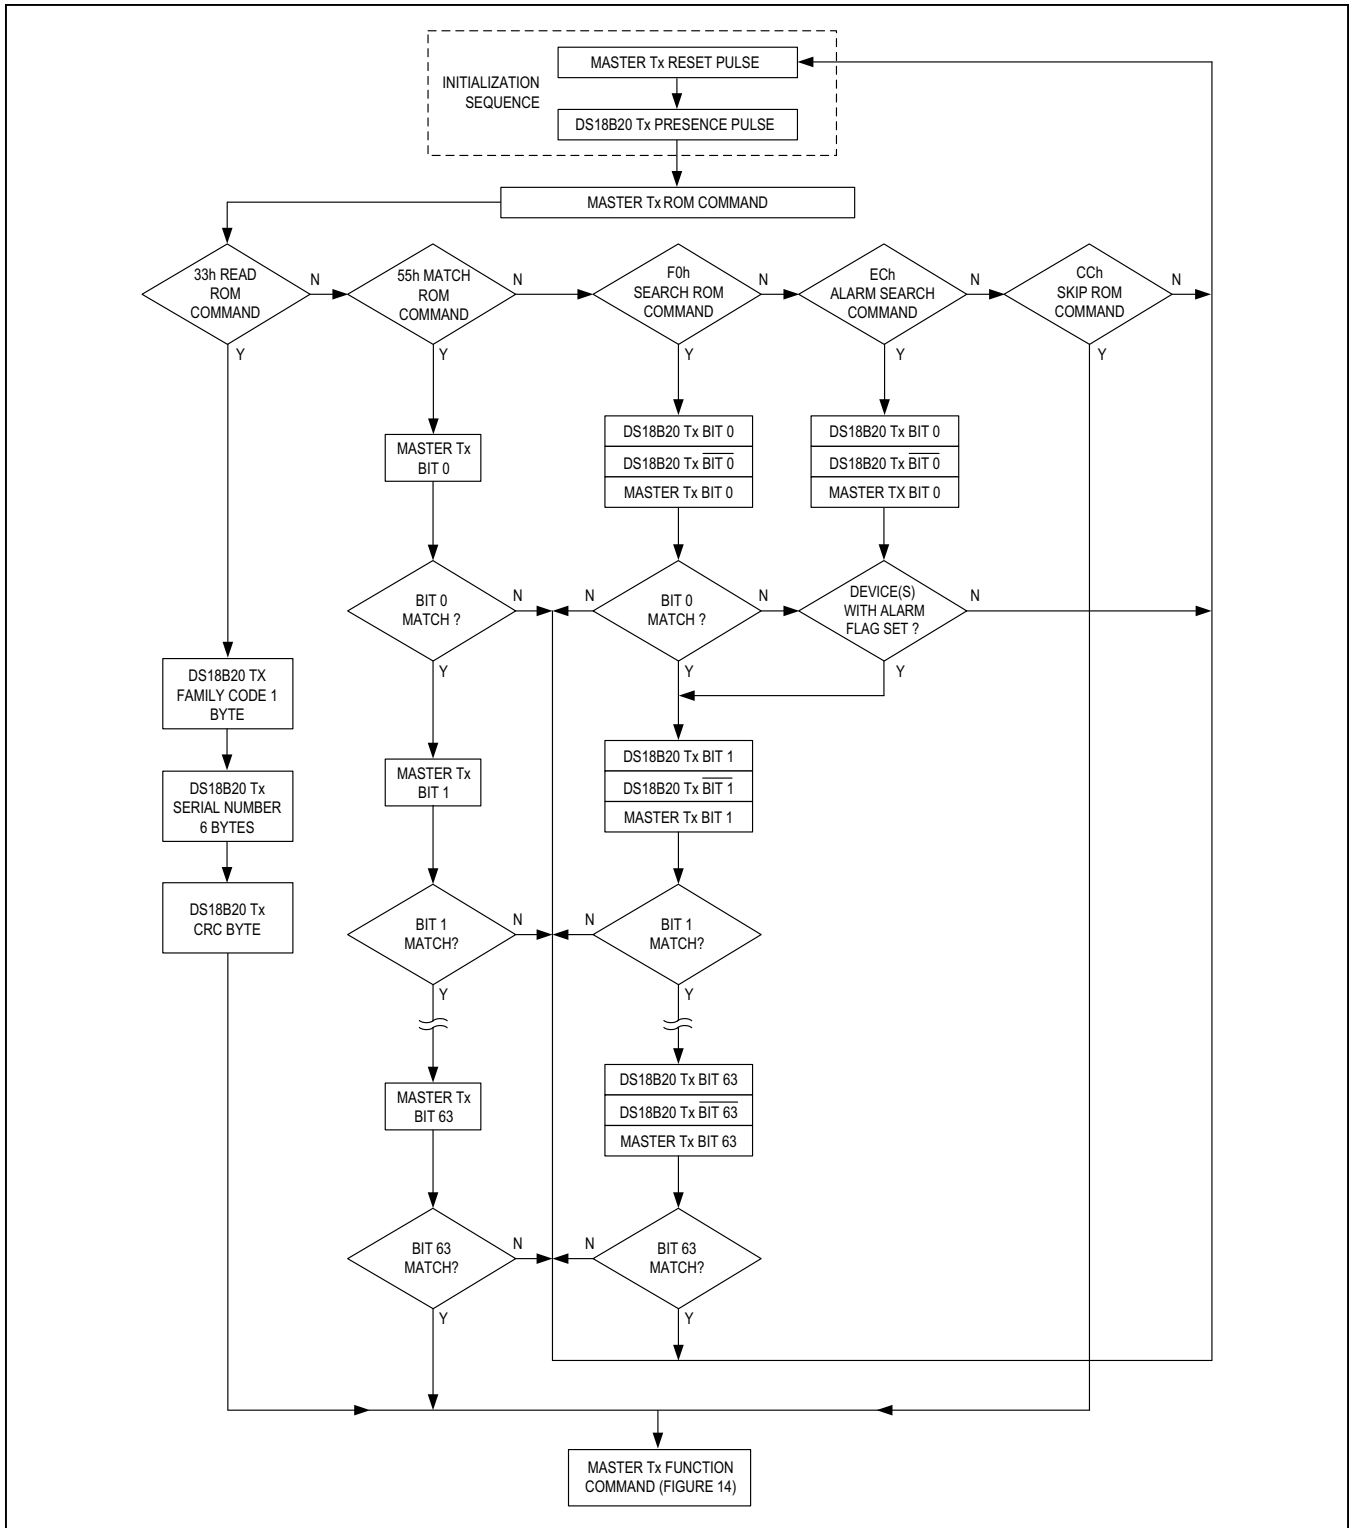 MASTER Tx RESET PULSE
INITIALIZATION
SEQUENCE
DS18B20 Tx PRESENCE PULSE
MASTER Tx ROM COMMAND
33h READ
ROM
COMMAND
N
Y
55h MATCH
ROM
COMMAND
N
Y
F0h
SEARCH ROM
COMMAND
N
Y
ECh
ALARM SEARCH
COMMAND
N
Y
CCh
SKIP ROM
COMMAND
N
Y
MASTER Tx
BIT 0
DS18B20 Tx BIT 0
DS18B20 Tx B̅I̅T̅ ̅0̅
MASTER Tx BIT 0
DS18B20 Tx BIT 0
DS18B20 Tx B̅I̅T̅ ̅0̅
MASTER TX BIT 0
BIT 0
MATCH ?
N
Y
N
BIT 0
MATCH ?
N
Y
DEVICE(S)
WITH ALARM
FLAG SET ?
N
Y
DS18B20 TX
FAMILY CODE 1
BYTE
DS18B20 Tx
SERIAL NUMBER
6 BYTES
DS18B20 Tx
CRC BYTE
MASTER Tx
BIT 1
DS18B20 Tx BIT 1
DS18B20 Tx B̅I̅T̅ ̅1̅
MASTER Tx BIT 1
BIT 1
MATCH?
N
Y
N
BIT 1
MATCH?
Y
MASTER Tx
BIT 63
DS18B20 Tx BIT 63
DS18B20 Tx B̅I̅T̅ ̅6̅3̅
MASTER Tx BIT 63
BIT 63
MATCH?
N
Y
N
BIT 63
MATCH?
Y
MASTER Tx FUNCTION
COMMAND (FIGURE 14)